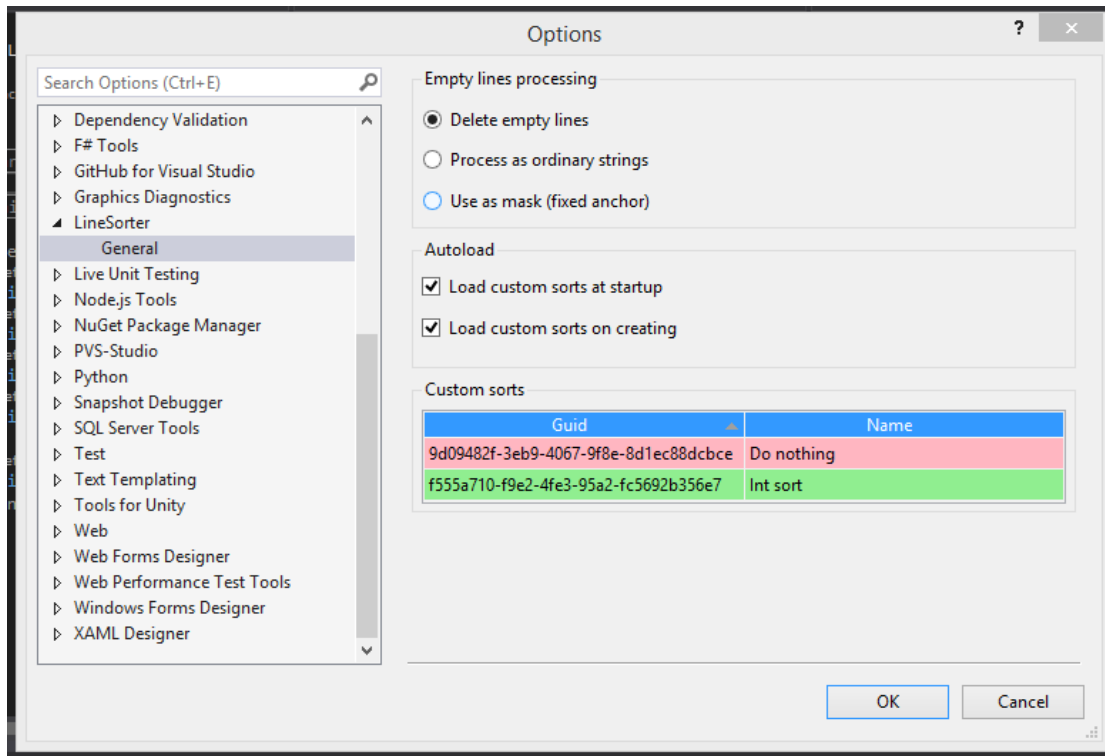 Options
?
Search Options (Ctrl+E)
Dependency Validation
F# Tools
GitHub for Visual Studio
Graphics Diagnostics
LineSorter
General
Live Unit Testing
Node.js Tools
NuGet Package Manager
PVS-Studio
Python
Snapshot Debugger
SQL Server Tools
Test
Text Templating
Tools for Unity
Web
Web Forms Designer
Web Performance Test Tools
Windows Forms Designer
XAML Designer
Empty lines processing
Delete empty lines
Process as ordinary strings
Use as mask (fixed anchor)
Autoload
Load custom sorts at startup
Load custom sorts on creating
Custom sorts
Guid Name
9d09482f-3eb9-4067-9f8e-8d1ec88dcbce Do nothing
f555a710-f9e2-4fe3-95a2-fc5692b356e7 Int sort
OK Cancel